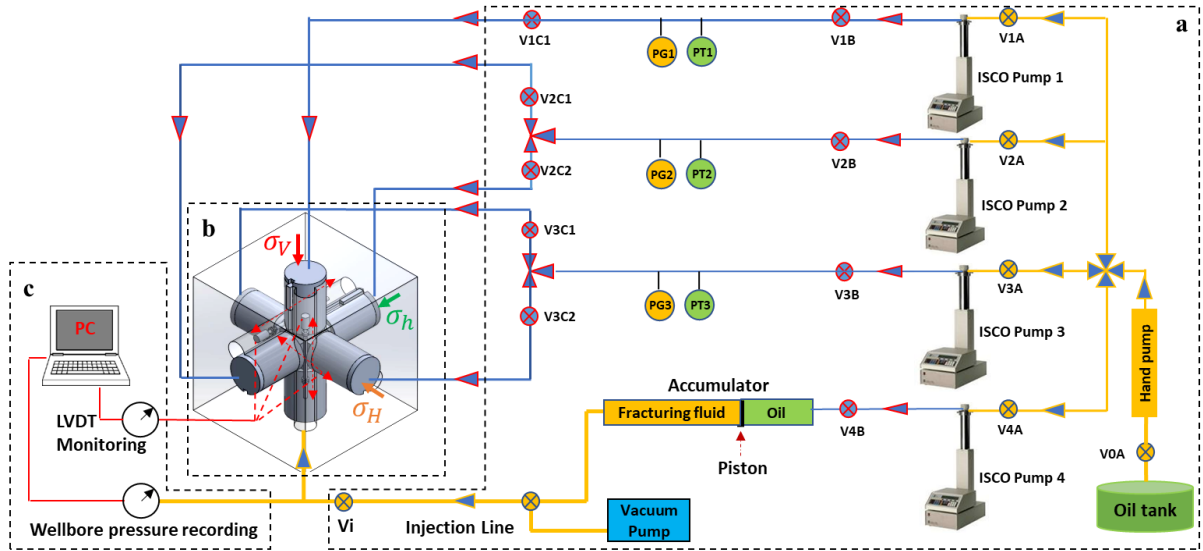 a
V1C1
V1B
V1A
PG1
PT1
ISCO Pump 1
V2C1
V2C2
V2B
V2A
PG2
PT2
ISCO Pump 2
b
σV
σh
σH
V3C1
V3C2
V3B
V3A
PG3
PT3
ISCO Pump 3
c
PC
LVDT
Monitoring
Wellbore pressure recording
Accumulator
Fracturing fluid
Oil
Piston
V4B
V4A
ISCO Pump 4
Hand pump
V0A
Oil tank
Vi
Injection Line
Vacuum
Pump